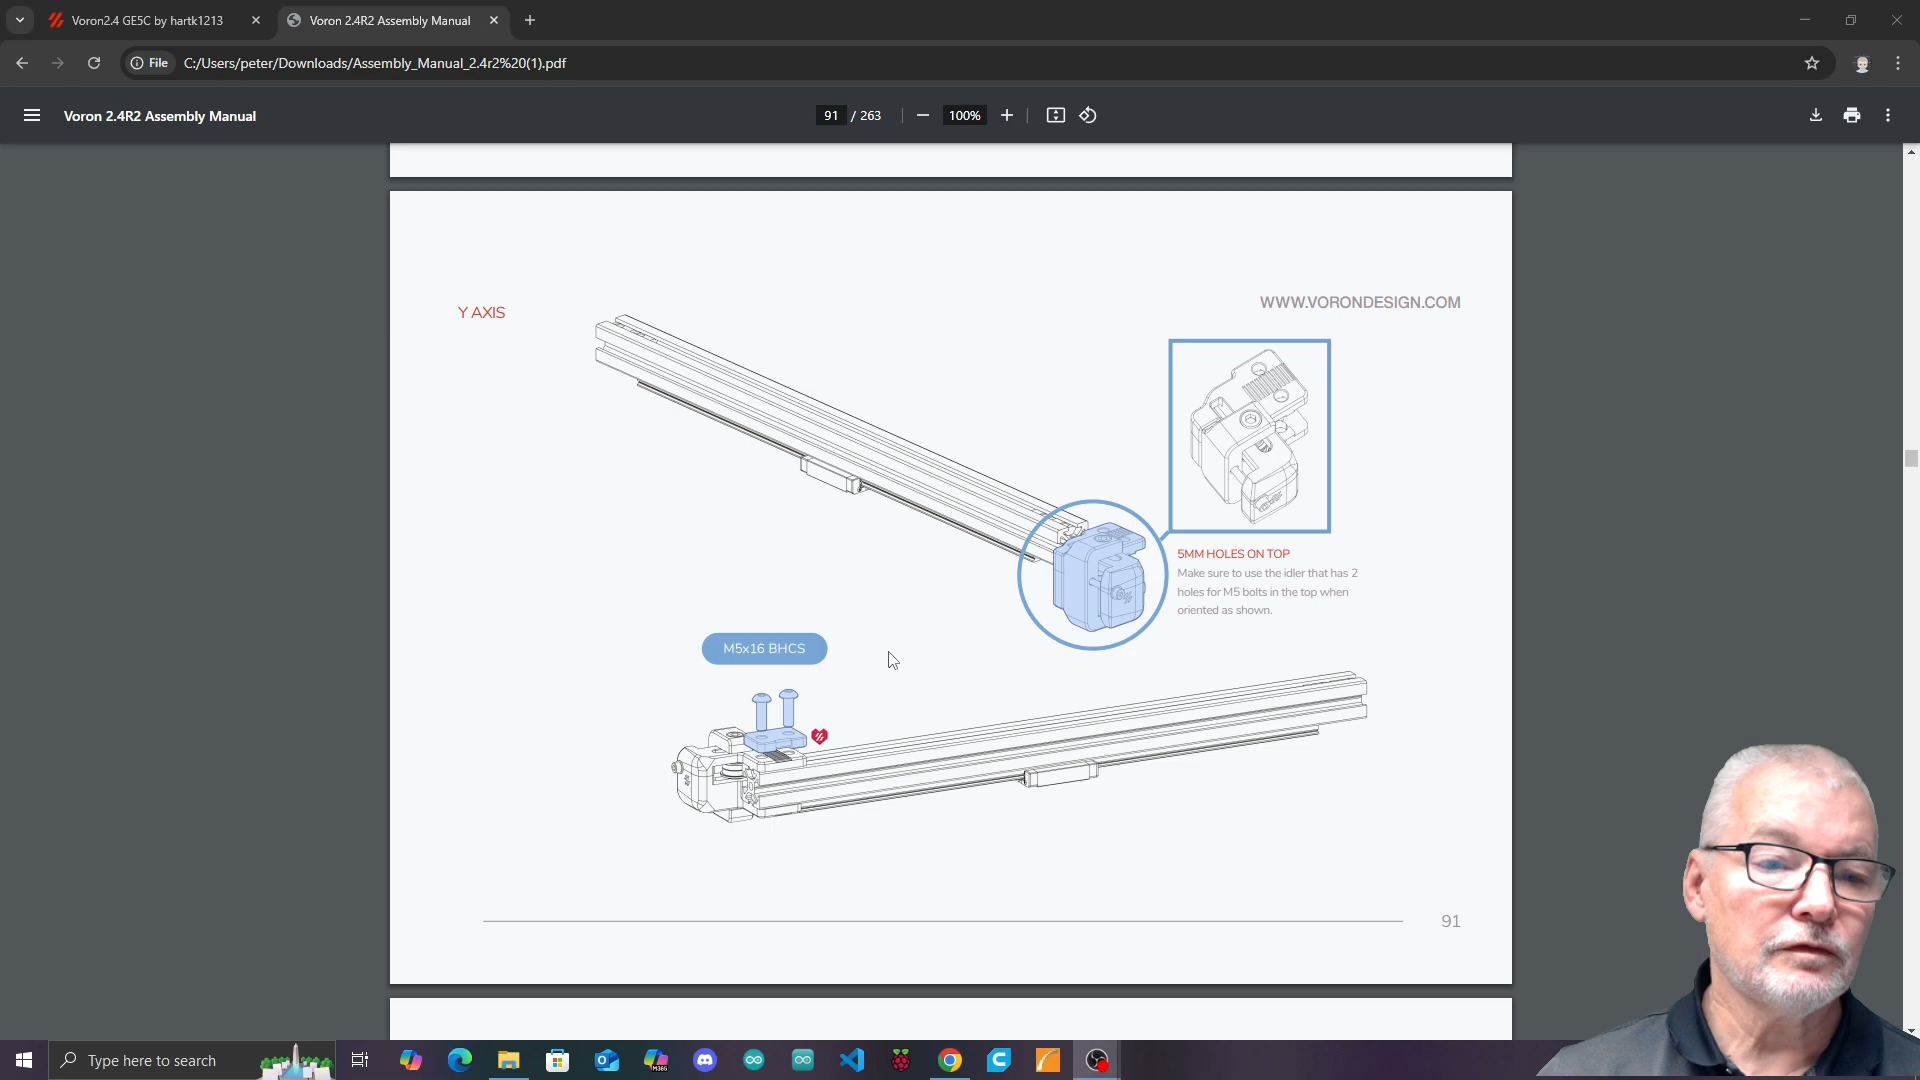 Voron2.4 GE5C by hartk1213
Voron 2.4R2 Assembly Manual
File
C:/Users/peter/Downloads/Assembly_Manual_2.4r2%20(1).pdf
Voron 2.4R2 Assembly Manual
91 / 263
100%
Y AXIS
WWW.VORONDESIGN.COM
5MM HOLES ON TOP
Make sure to use the idler that has 2
holes for M5 bolts in the top when
oriented as shown.
M5x16 BHCS
91
Type here to search
M365